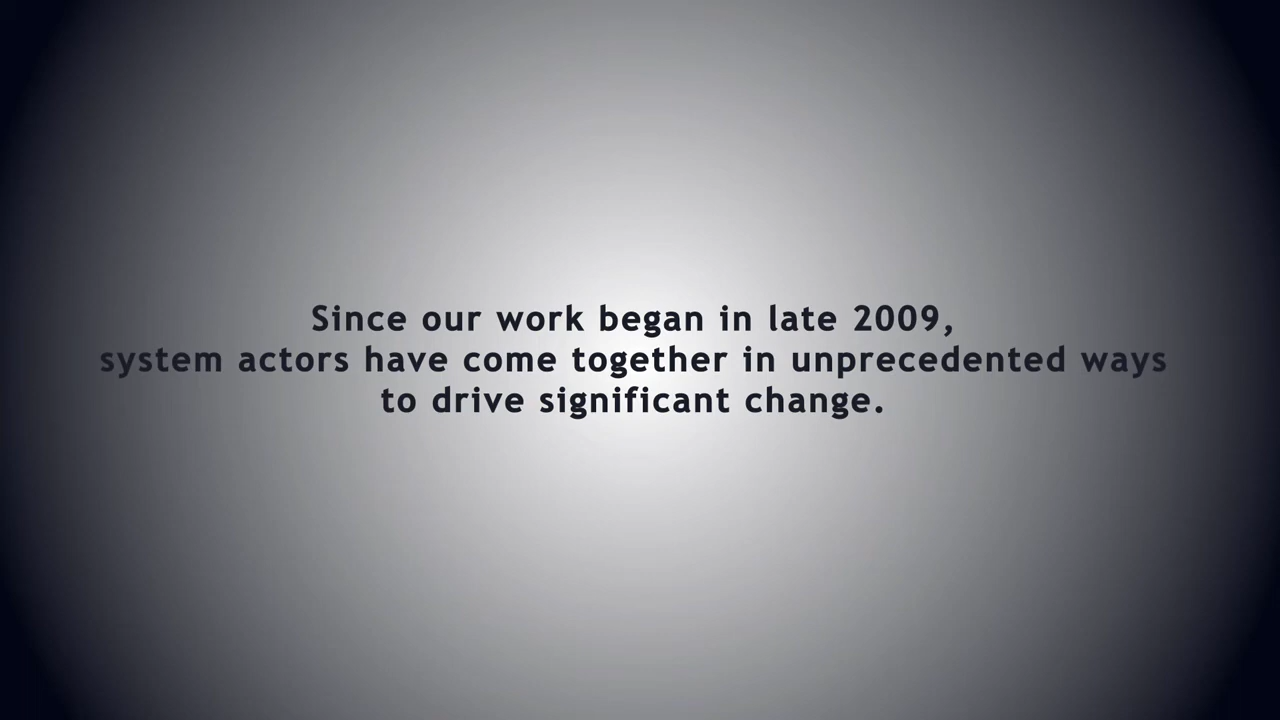 Since our work began in late 2009,
system actors have come together in unprecedented ways
to drive significant change.